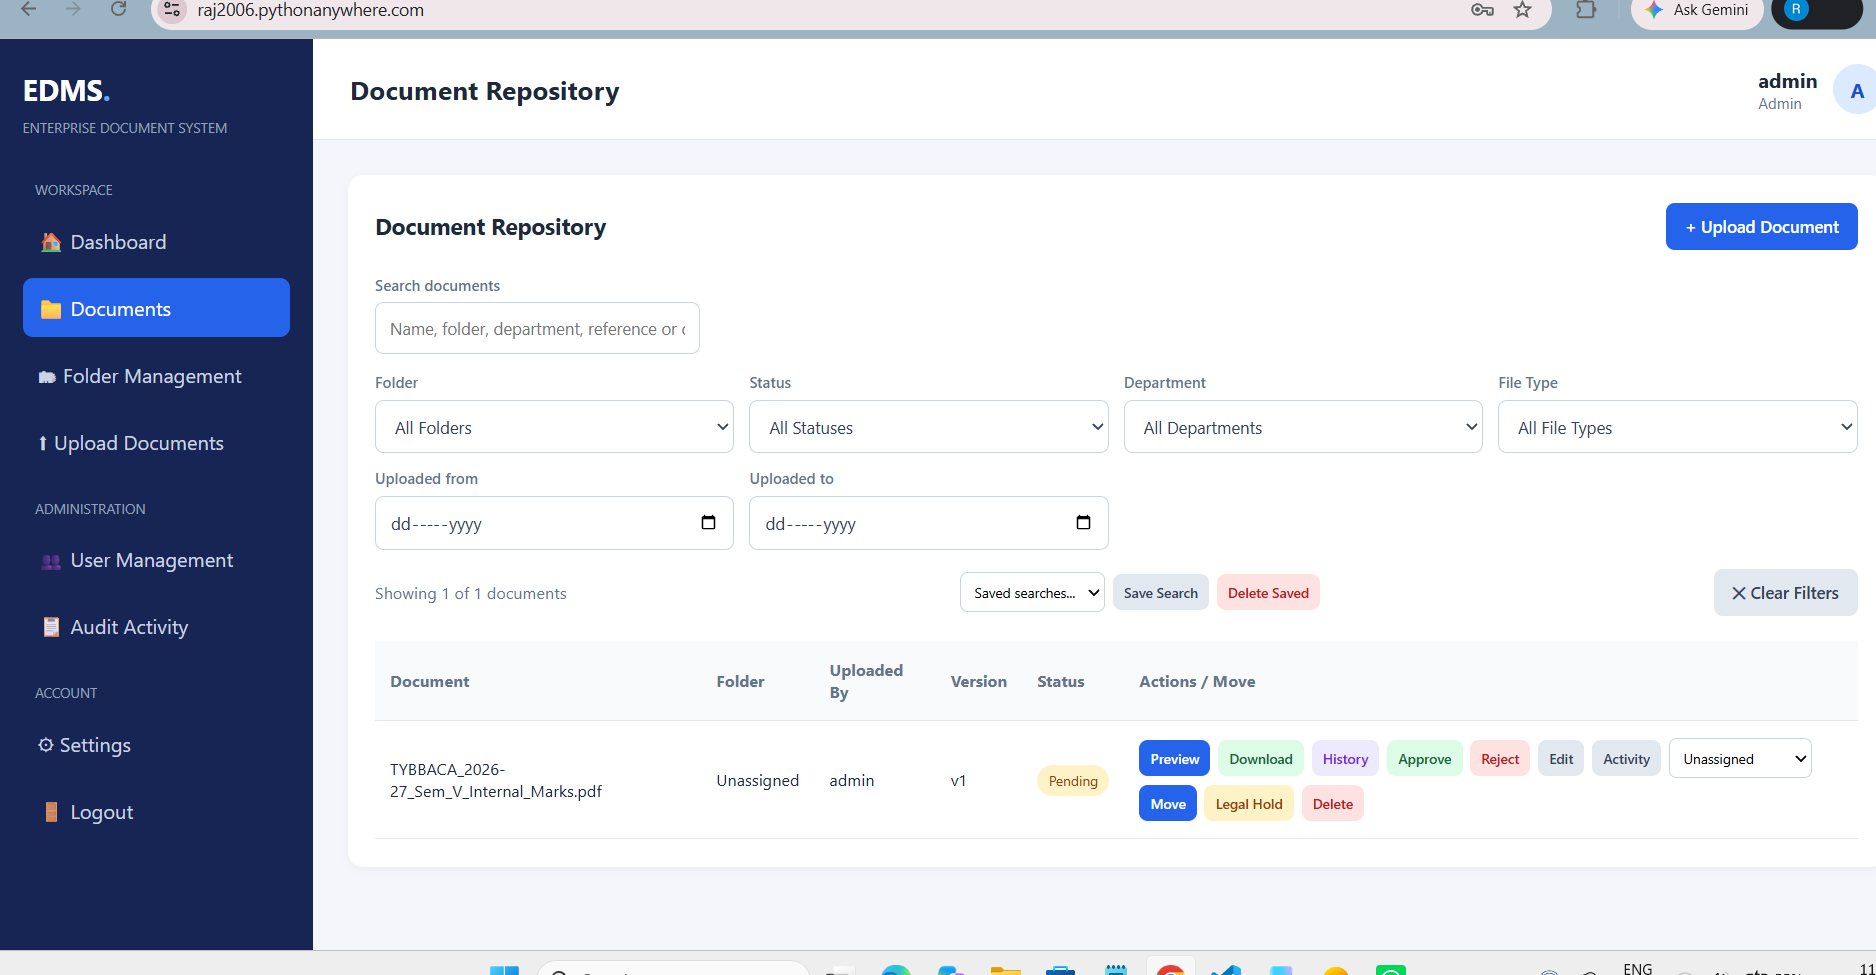 raj2006.pythonanywhere.com
Ask Gemini
R
EDMS.
ENTERPRISE DOCUMENT SYSTEM
WORKSPACE
Dashboard
Documents
Folder Management
Upload Documents
ADMINISTRATION
User Management
Audit Activity
ACCOUNT
Settings
Logout
Document Repository
admin
Admin
A
Document Repository
+ Upload Document
Search documents
Name, folder, department, reference or c
Folder
Status
Department
File Type
All Folders
All Statuses
All Departments
All File Types
Uploaded from
Uploaded to
dd-----yyyy
dd-----yyyy
Showing 1 of 1 documents
Saved searches...
Save Search
Delete Saved
Clear Filters
Document
Folder
Uploaded
By
Version
Status
Actions / Move
TYBBACA_2026-
27_Sem_V_Internal_Marks.pdf
Unassigned
admin
v1
Pending
Preview
Download
History
Approve
Reject
Edit
Activity
Unassigned
Move
Legal Hold
Delete
ENG